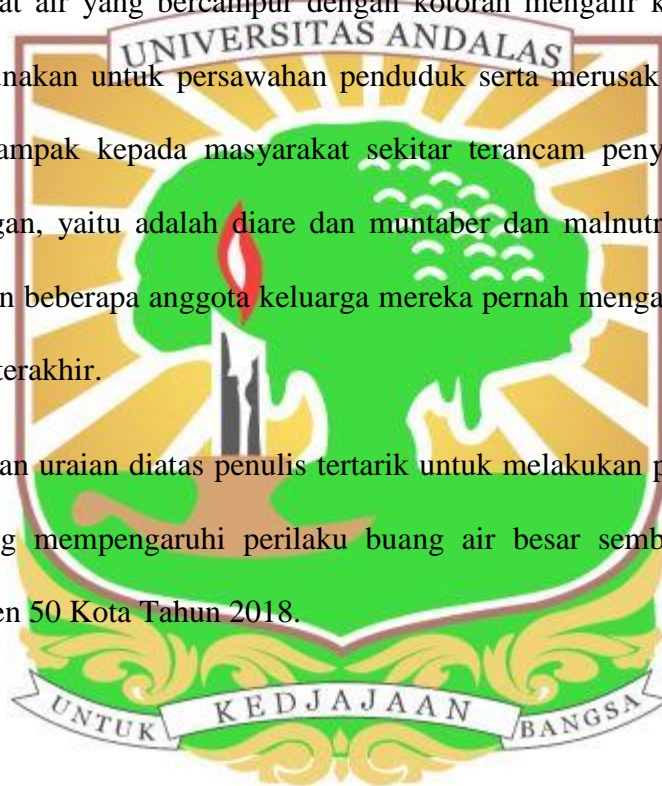 at air yang bercampur dengan kotoran mengalir k
UNIVERSITAS ANDALAS
unakan untuk persawahan penduduk serta merusak
ampak kepada masyarakat sekitar terancam peny
gan, yaitu adalah diare dan muntaber dan malnutr
n beberapa anggota keluarga mereka pernah menga
terakhir.
an uraian diatas penulis tertarik untuk melakukan p
g mempengaruhi perilaku buang air besar semb
en 50 Kota Tahun 2018.
UNTUK KEDJAJAAN BANGSA